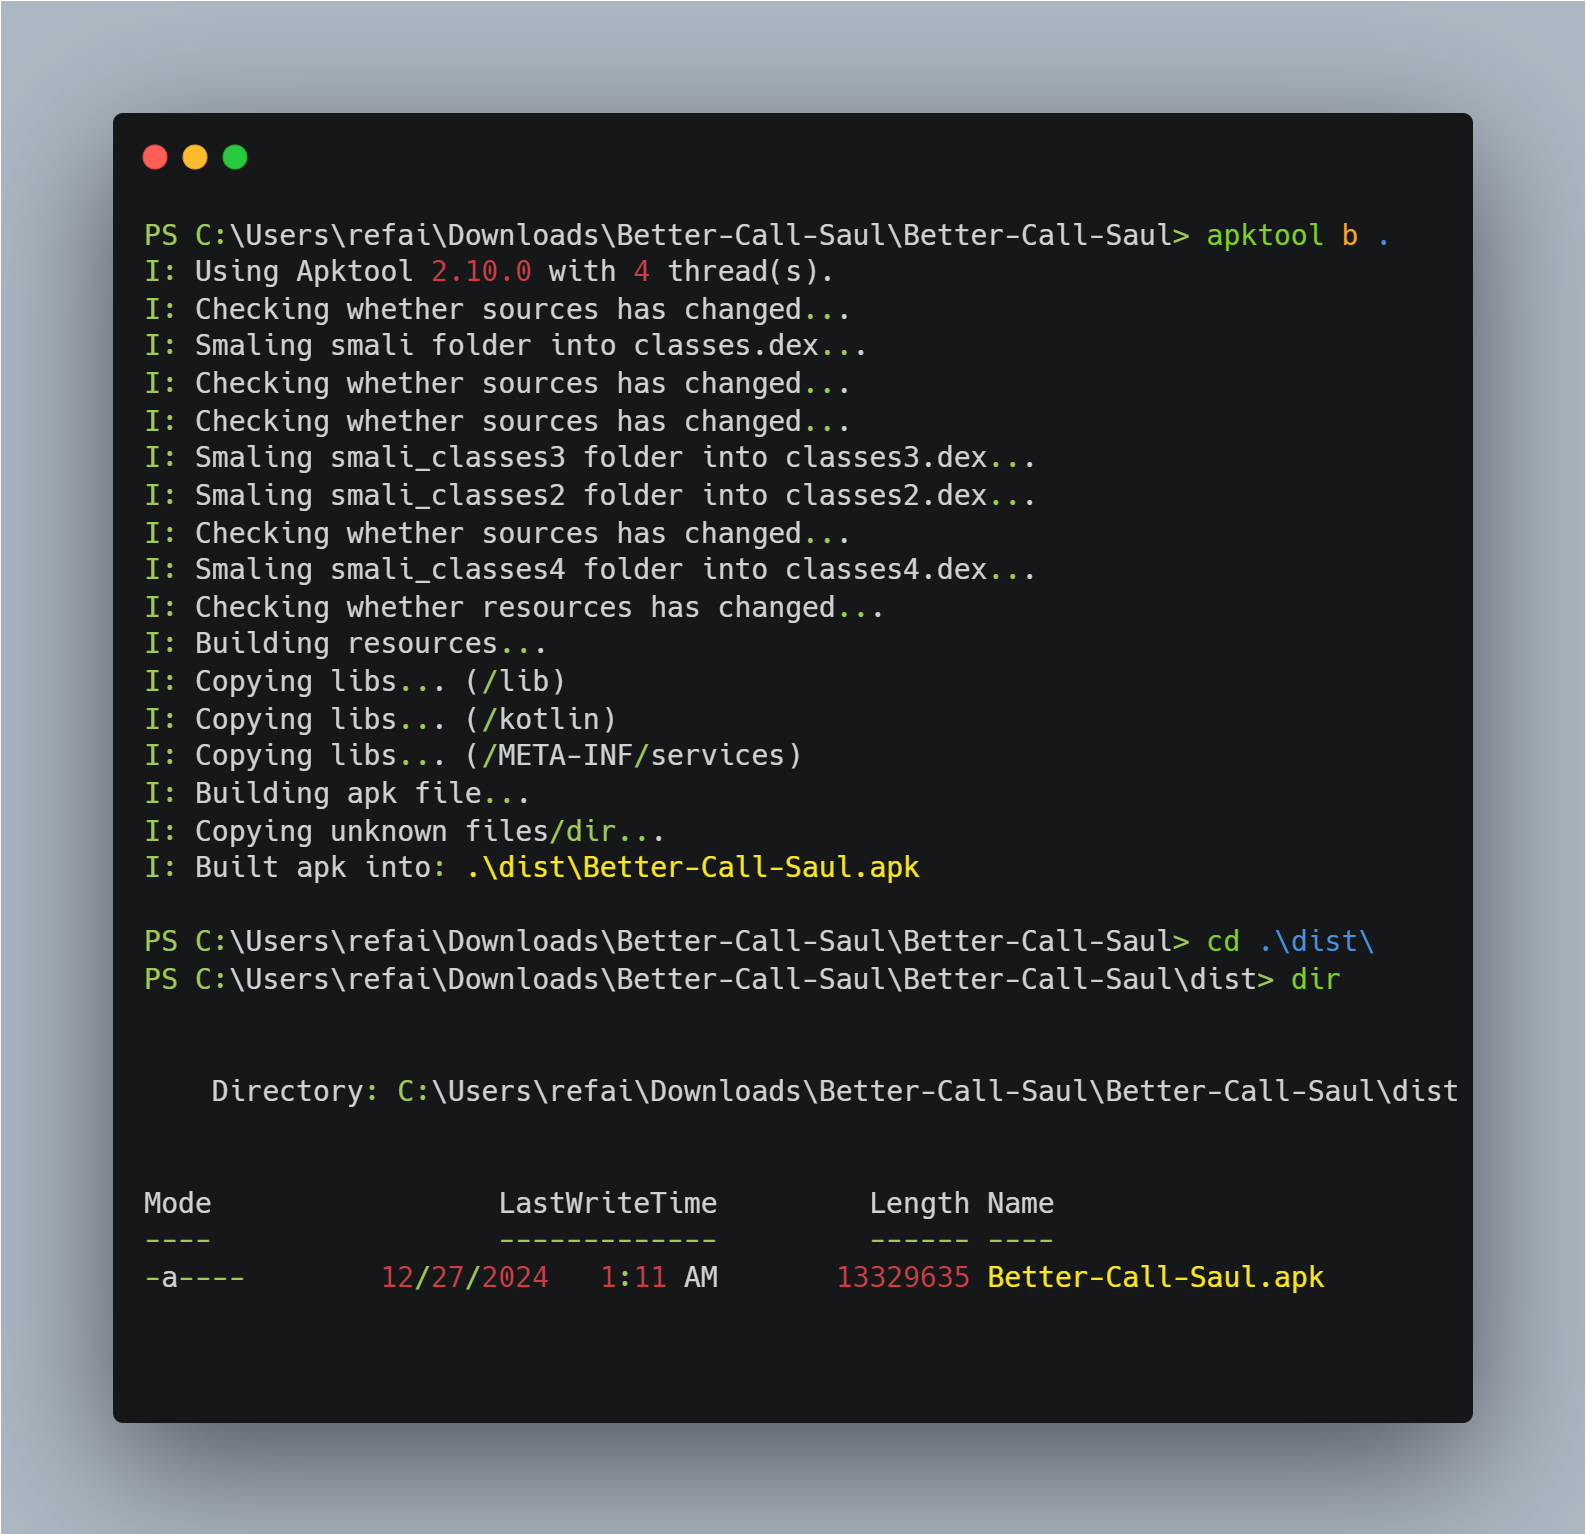 PS C:\Users\refai\Downloads\Better-Call-Saul\Better-Call-Saul> apktool b .
I: Using Apktool 2.10.0 with 4 thread(s).
I: Checking whether sources has changed...
I: Smaling smali folder into classes.dex...
I: Checking whether sources has changed...
I: Checking whether sources has changed...
I: Smaling smali_classes3 folder into classes3.dex...
I: Smaling smali_classes2 folder into classes2.dex...
I: Checking whether sources has changed...
I: Smaling smali_classes4 folder into classes4.dex...
I: Checking whether resources has changed...
I: Building resources...
I: Copying libs... (/lib)
I: Copying libs... (/kotlin)
I: Copying libs... (/META-INF/services)
I: Building apk file...
I: Copying unknown files/dir...
I: Built apk into: .\dist\Better-Call-Saul.apk
PS C:\Users\refai\Downloads\Better-Call-Saul\Better-Call-Saul> cd .\dist\
PS C:\Users\refai\Downloads\Better-Call-Saul\Better-Call-Saul\dist> dir
Directory: C:\Users\refai\Downloads\Better-Call-Saul\Better-Call-Saul\dist
Mode                 LastWriteTime         Length Name
----                 -------------         ------ ----
-a----        12/27/2024   1:11 AM       13329635 Better-Call-Saul.apk